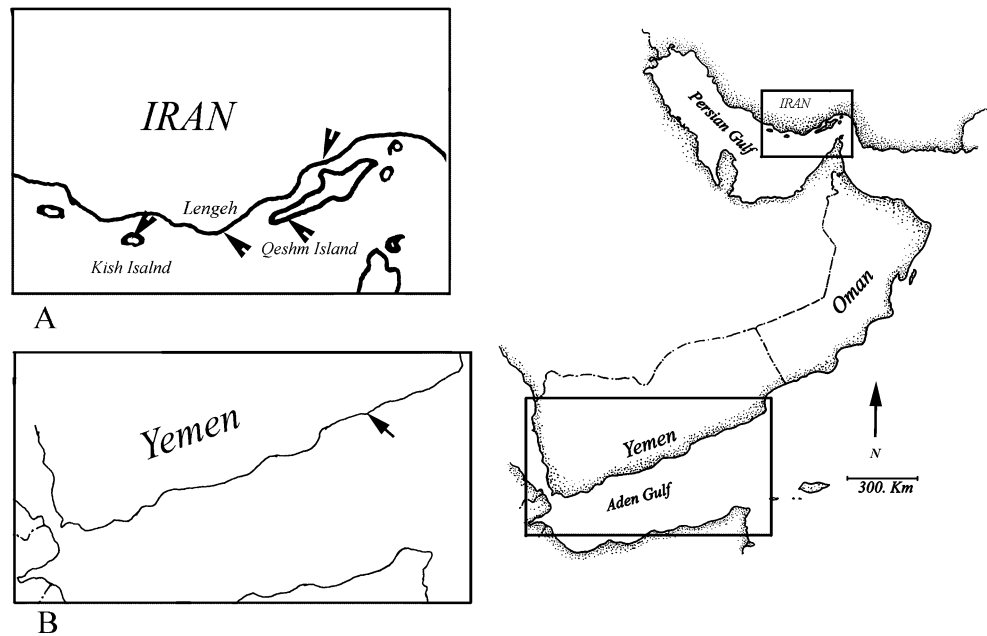 IRAN
Lengeh
Qeshm Island
Kish Isalnd
A
Yemen
B
IRAN
Persian Gulf
Oman
Yemen
Aden Gulf
N
300. Km